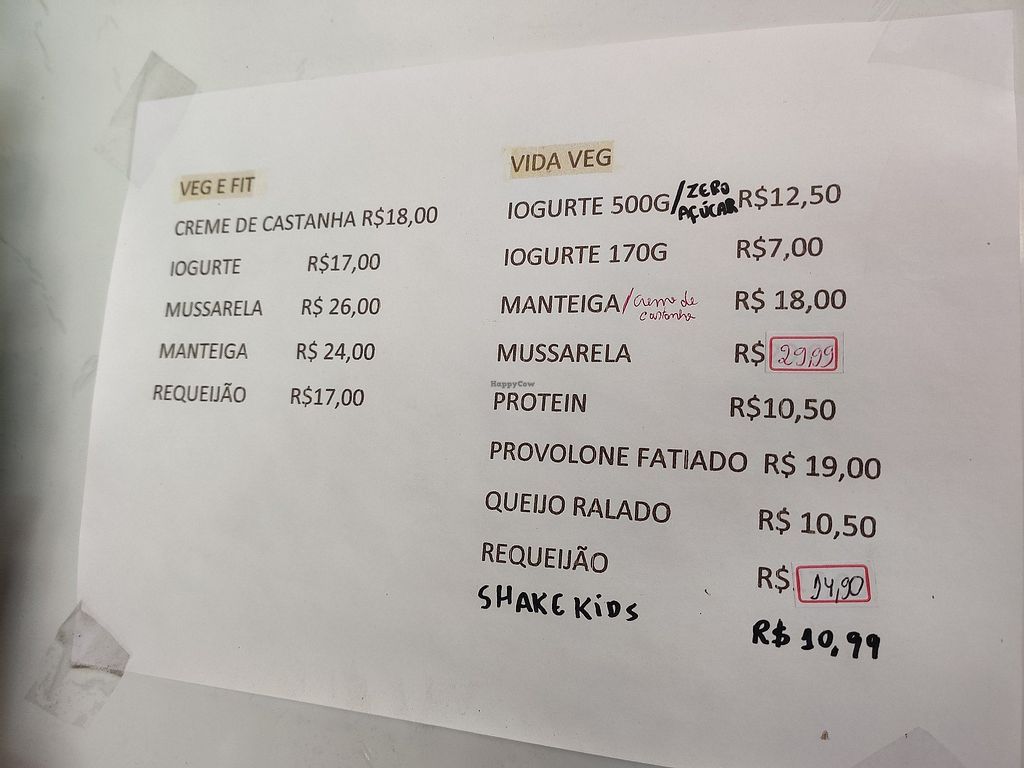 VEG E FIT
CREME DE CASTANHA R$18,00
IOGURTE R$17,00
MUSSARELA R$ 26,00
MANTEIGA R$ 24,00
REQUEIJÃO R$17,00
VIDA VEG
IOGURTE 500G/ZERO AÇÚCAR R$12,50
IOGURTE 170G R$7,00
MANTEIGA/Creme de castanha R$ 18,00
MUSSARELA R$ 29,99
HappyCow
PROTEIN R$10,50
PROVOLONE FATIADO R$ 19,00
QUEIJO RALADO R$ 10,50
REQUEIJÃO R$ 14,90
SHAKE KIDS R$ 10,99